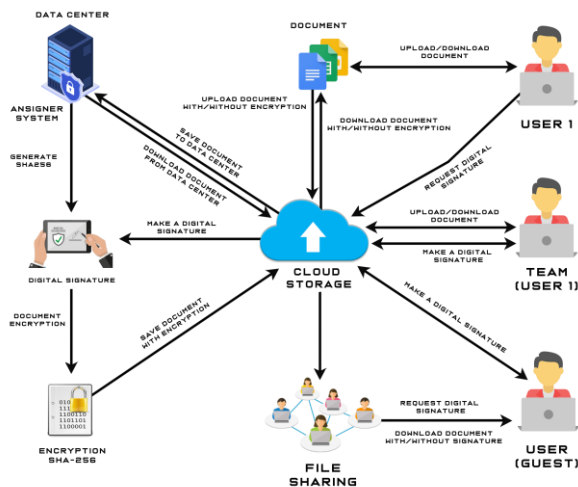 DATA CENTER
DOCUMENT
UPLOAD/DOWNLOAD
DOCUMENT
ANSIGNER
SYSTEM
UPLOAD DOCUMENT
WITH/WITHOUT ENCRYPTION
DOWNLOAD DOCUMENT
WITH/WITHOUT ENCRYPTION
USER 1
GENERATE
SHA256
SAVE DOCUMENT
TO DATA CENTER
DOWNLOAD DOCUMENT
FROM DATA CENTER
REQUEST DIGITAL
SIGNATURE
MAKE A DIGITAL
SIGNATURE
UPLOAD/DOWNLOAD
DOCUMENT
MAKE A DIGITAL
SIGNATURE
DIGITAL SIGNATURE
CLOUD
STORAGE
TEAM
(USER 1)
DOCUMENT
ENCRYPTION
SAVE DOCUMENT
WITH ENCRYPTION
MAKE A DIGITAL
SIGNATURE
REQUEST DIGITAL
SIGNATURE
DOWNLOAD DOCUMENT
WITH/WITHOUT SIGNATURE
1100110
1101101
1100001
ENCRYPTION
SHA-256
FILE
SHARING
USER
(GUEST)